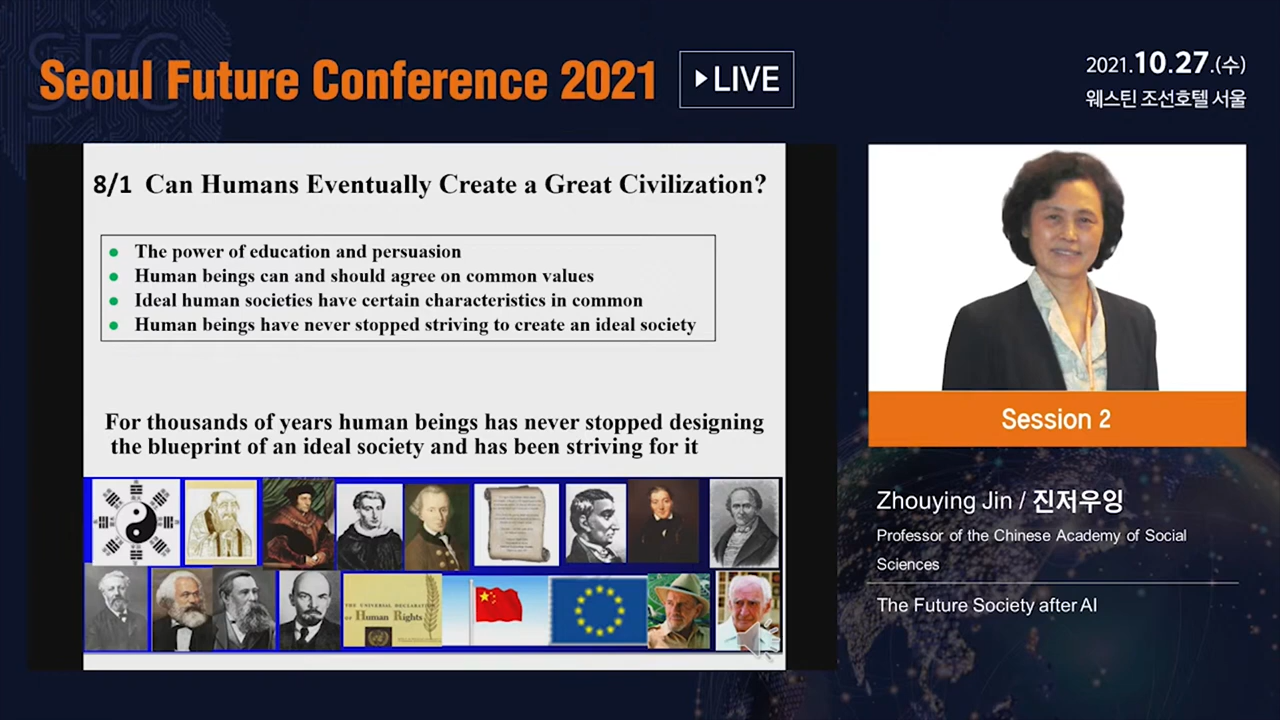 SFC
Seoul Future Conference 2021
LIVE
2021.10.27.(수)
웨스틴 조선호텔 서울
8/1 Can Humans Eventually Create a Great Civilization?
The power of education and persuasion
Human beings can and should agree on common values
Ideal human societies have certain characteristics in common
Human beings have never stopped striving to create an ideal society
For thousands of years human beings has never stopped designing
the blueprint of an ideal society and has been striving for it
THE UNIVERSAL DECLARATION
Human Rights
Session 2
Zhouying Jin / 진저우잉
Professor of the Chinese Academy of Social
Sciences
The Future Society after AI